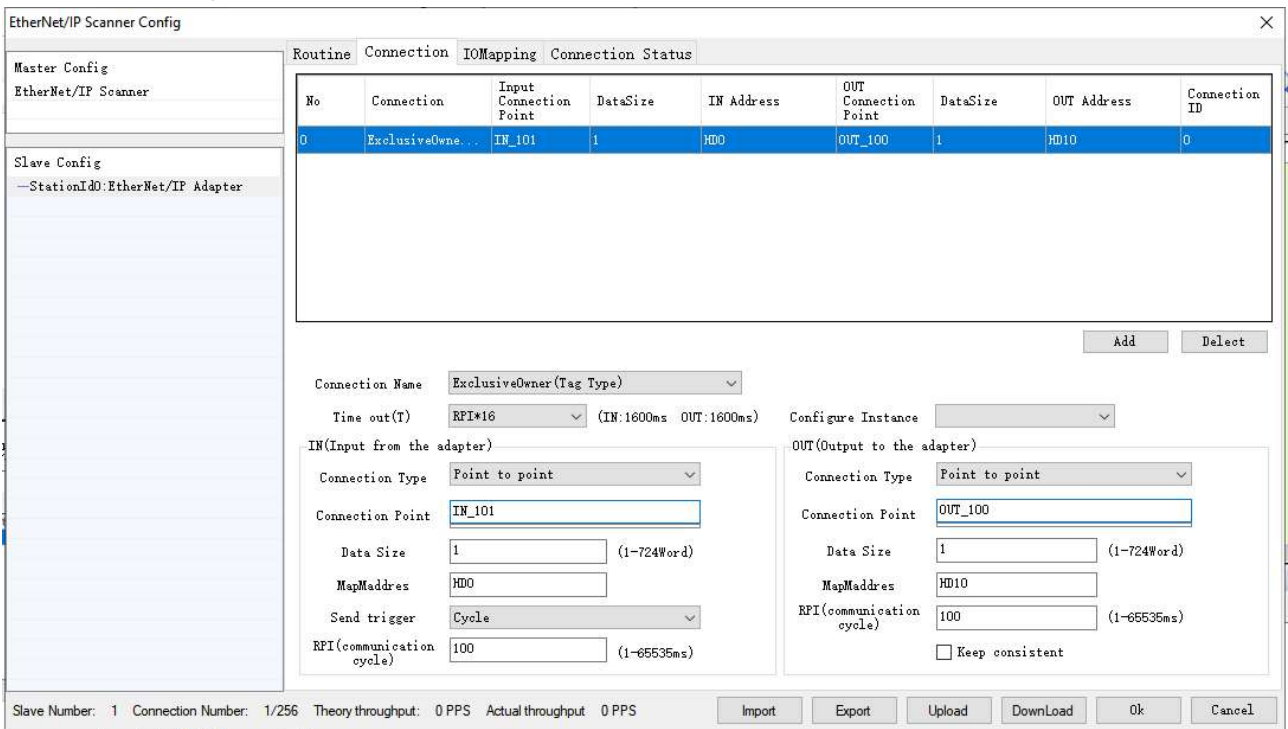 EtherNet/IP Scanner Config
Master Config
EtherNet/IP Scanner
Slave Config
—StationId0:EtherNet/IP Adapter
Routine Connection IOMapping Connection Status
No Connection Input Connection Point DataSize IN Address OUT Connection Point DataSize OUT Address Connection ID
0 ExclusiveOwne... IN_101 1 HD0 OUT_100 1 HD10 0
Add Delect
Connection Name ExclusiveOwner(Tag Type)
Time out(T) RPI*16 (IN:1600ms OUT:1600ms) Configure Instance
IN(Input from the adapter)
Connection Type Point to point
Connection Point IN_101
Data Size 1 (1-724Word)
MapMaddres HD0
Send trigger Cycle
RPI(communication cycle) 100 (1-65535ms)
OUT(Output to the adapter)
Connection Type Point to point
Connection Point OUT_100
Data Size 1 (1-724Word)
MapMaddres HD10
RPI(communication cycle) 100 (1-65535ms)
Keep consistent
Slave Number: 1 Connection Number: 1/256 Theory throughput: 0 PPS Actual throughput 0 PPS Import Export Upload DownLoad Ok Cancel